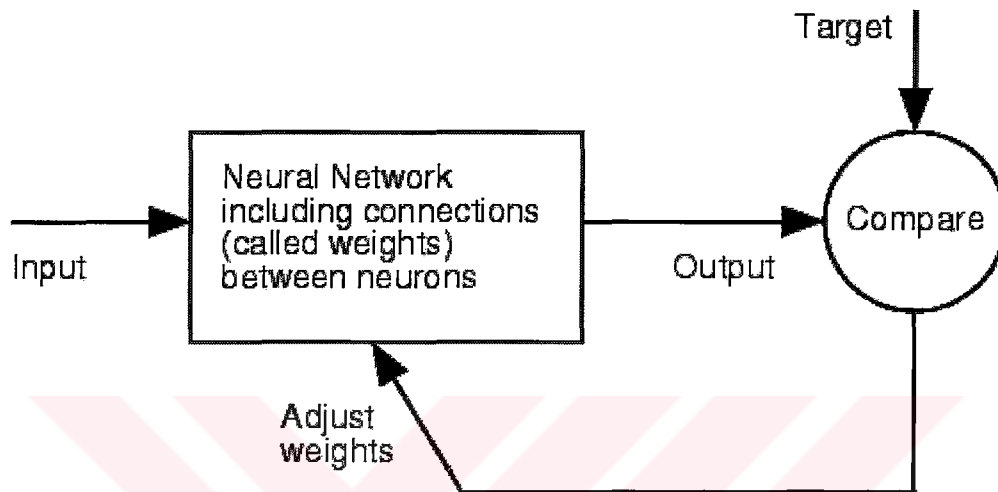 Target
Neural Network
including connections
(called weights)
between neurons
Compare
Input
Output
Adjust
weights